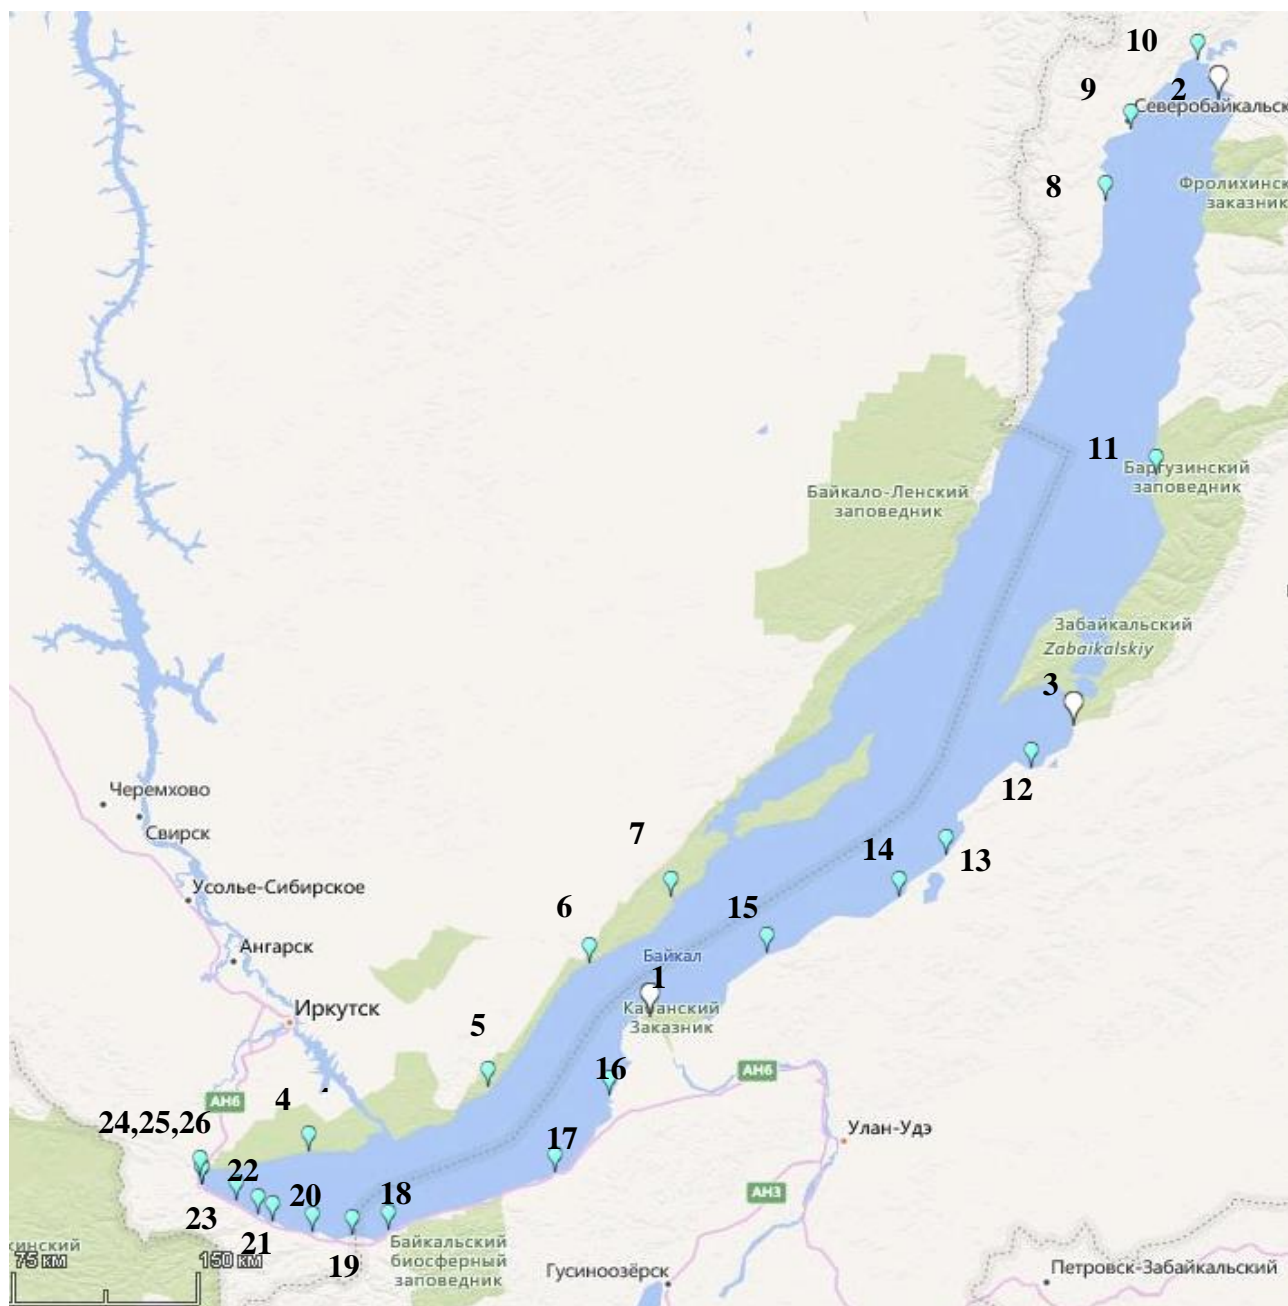 10
9
2
Северобайкальск
8
Фролихинск
заказник
11
Баргузинский
заповедник
Байкало-Ленский
заповедник
Забайкальский
Zabaikalskiy
3
12
Черемхово
Свирск
7
14
13
Усолье-Сибирское
6
15
Ангарск
Байкал
1
Иркутск
Кабанский
Заказник
5
16
АН6
АН6
4
24,25,26
17
Улан-Удэ
22
20
18
АН3
23
21
19
Байкальский
биосферный
заповедник
кинский
75 км
150 км
Гусиноозёрск
Петровск-Забайкальский